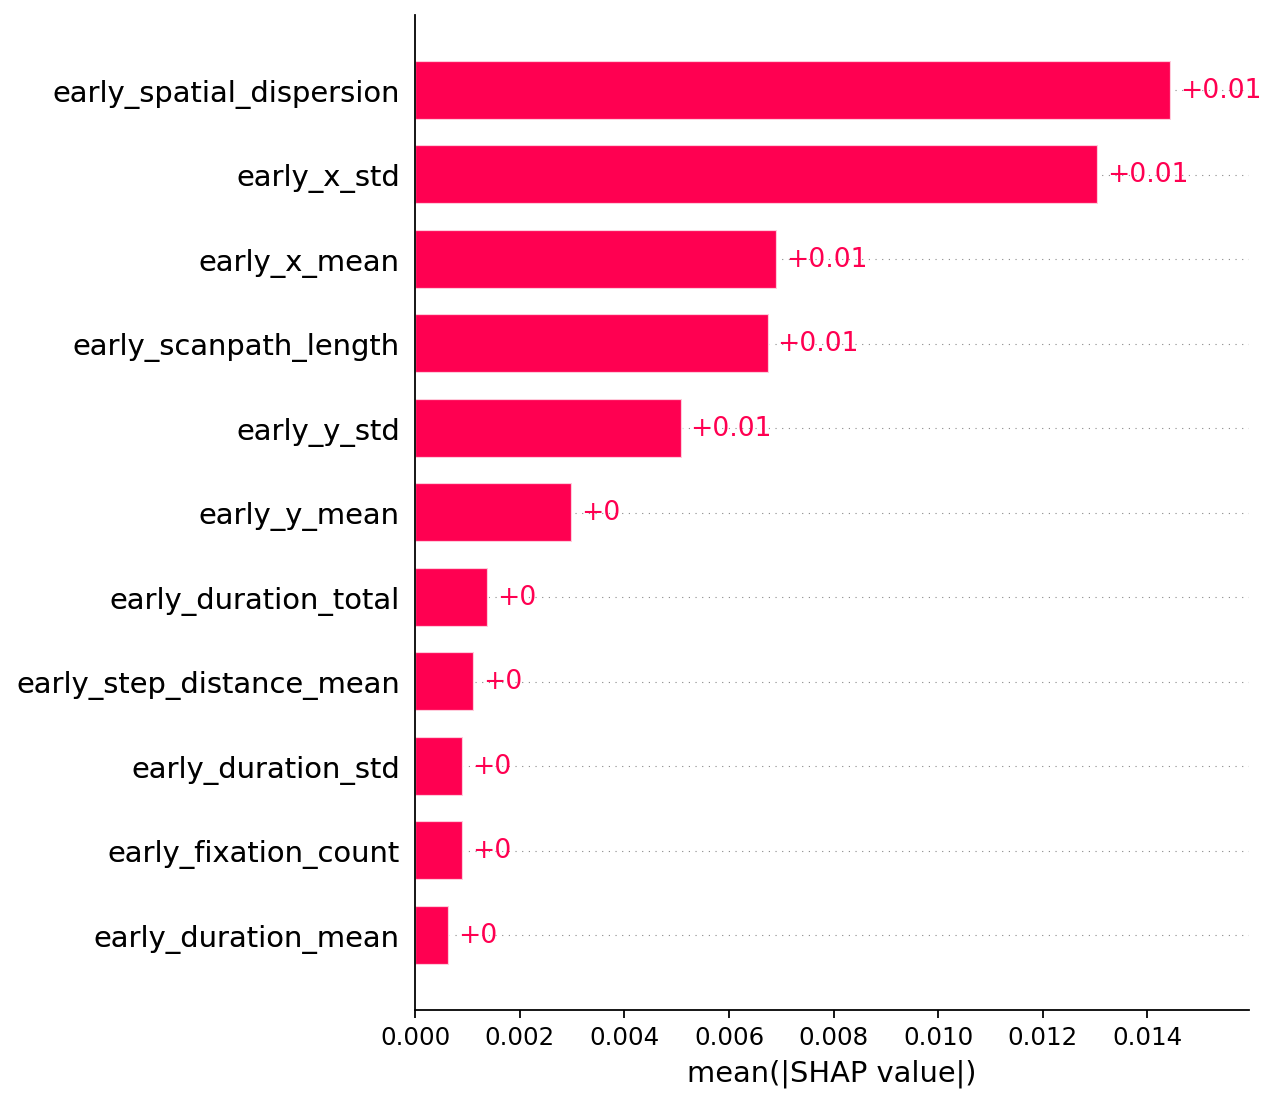 early_spatial_dispersion +0.01
early_x_std +0.01
early_x_mean +0.01
early_scanpath_length +0.01
early_y_std +0.01
early_y_mean +0
early_duration_total +0
early_step_distance_mean +0
early_duration_std +0
early_fixation_count +0
early_duration_mean +0
0.000 0.002 0.004 0.006 0.008 0.010 0.012 0.014
mean(|SHAP value|)